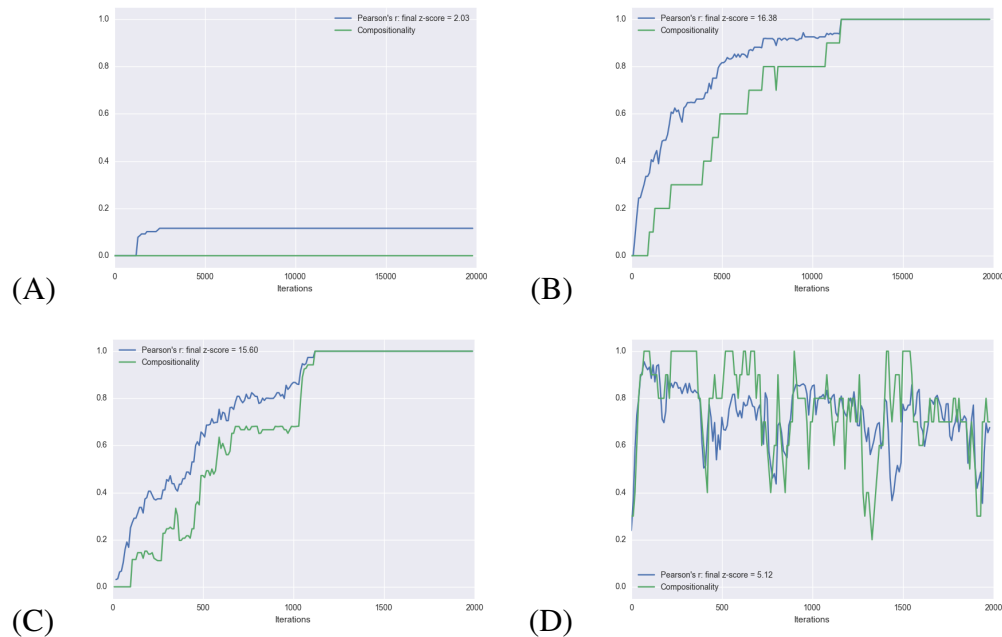 Pearson's r: final z-score = 2.03
Compositionality
1.0
0.8
0.6
0.4
0.2
0.0
0 5000 10000 15000 20000
Iterations
(A)
Pearson's r: final z-score = 16.38
Compositionality
1.0
0.8
0.6
0.4
0.2
0.0
0 5000 10000 15000 20000
Iterations
(B)
Pearson's r: final z-score = 15.60
Compositionality
1.0
0.8
0.6
0.4
0.2
0.0
0 500 1000 1500 2000
Iterations
(C)
1.0
0.8
0.6
0.4
0.2
0.0
Pearson's r: final z-score = 5.12
Compositionality
0 500 1000 1500 2000
Iterations
(D)